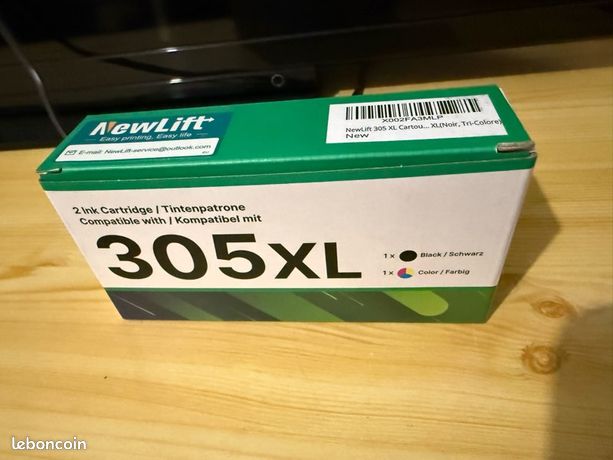 NewLift
Easy printing, Easy life
E-mail: NewLift-service@outlook.com
X002FA3MLP
NewLift 305 XL Cartou... XL(Noir, Tri-Colore)
New
2 Ink Cartridge / Tintenpatrone
Compatible with / Kompatibel mit
305XL
1 x Black / Schwarz
1 x Color / Farbig
leboncoin